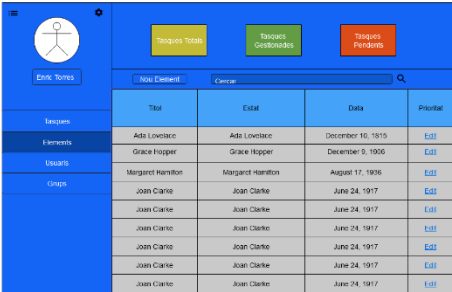 Tasques Totals
Tasques
Gestionades
Tasques
Pendents
Enric Torres
Nou Element
Cercar
Tasques
Elements
Usuaris
Grups
Titol Estat Data Prioritat
Ada Lovelace Ada Lovelace December 10, 1815 Edit
Grace Hopper Grace Hopper December 9, 1906 Edit
Margaret Hamilton Margaret Hamilton August 17, 1936 Edit
Joan Clarke Joan Clarke June 24, 1917 Edit
Joan Clarke Joan Clarke June 24, 1917 Edit
Joan Clarke Joan Clarke June 24, 1917 Edit
Joan Clarke Joan Clarke June 24, 1917 Edit
Joan Clarke Joan Clarke June 24, 1917 Edit
Joan Clarke Joan Clarke June 24, 1917 Edit